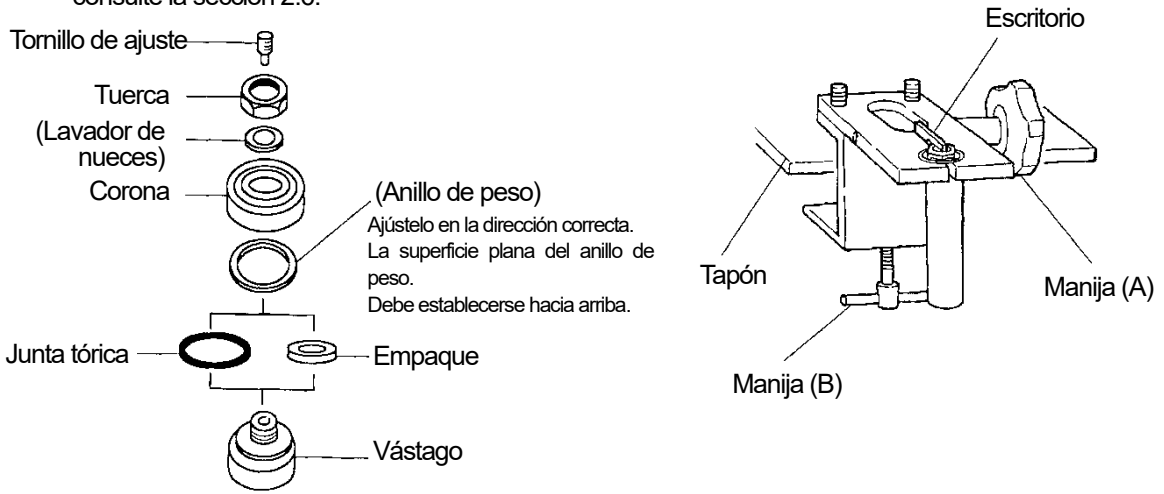 consulte la sección 2.6.
Tornillo de ajuste
Tuerca
(Lavador de
nueces)
Corona
(Anillo de peso)
Ajústelo en la dirección correcta.
La superficie plana del anillo de
peso.
Debe establecerse hacia arriba.
Junta tórica
Empaque
Vástago
Escritorio
Tapón
Manija (A)
Manija (B)